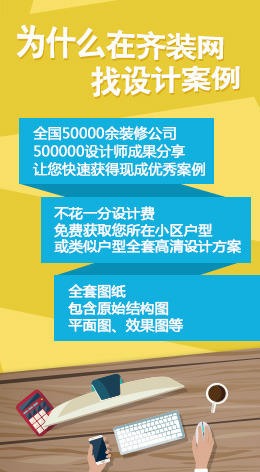 为什么在齐装网
找设计案例
全国50000余装修公司
500000设计师成果分享
让您快速获得现成优秀案例
不花一分设计费
免费获取您所在小区户型
或类似户型全套高清设计方案
全套图纸
包含原始结构图
平面图、效果图等